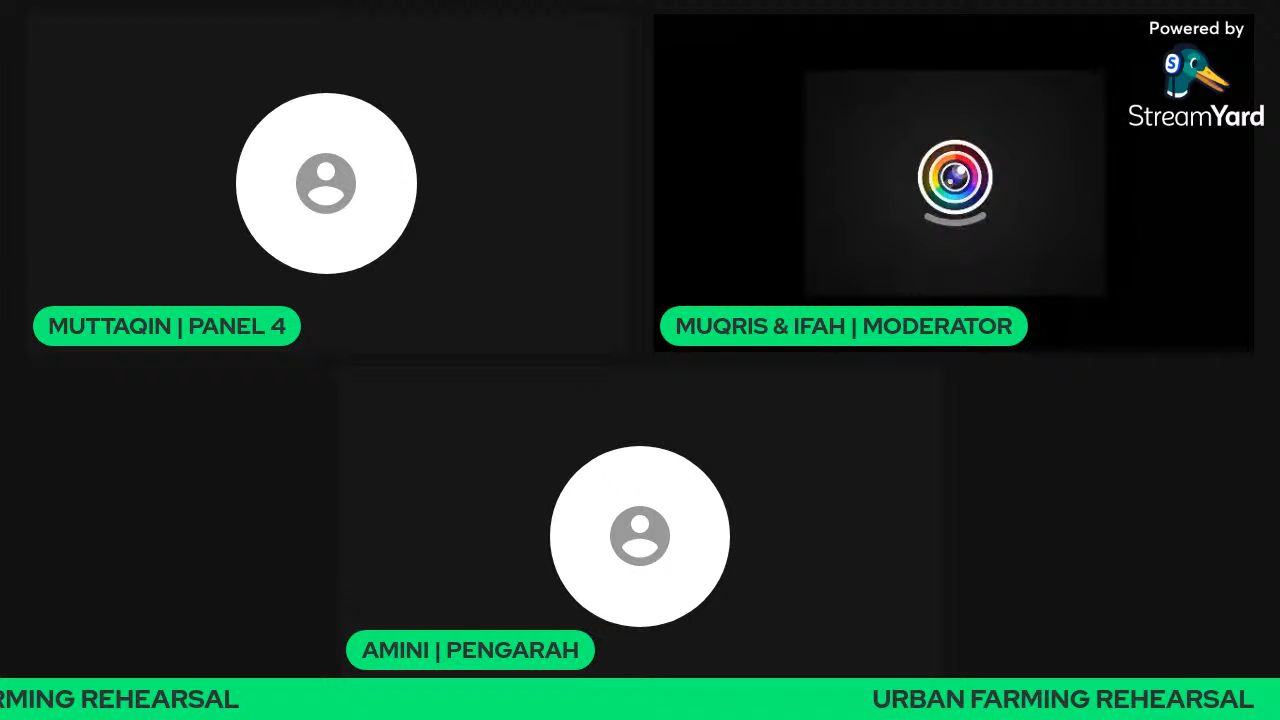 Powered by
S
StreamYard
MUTTAQIN | PANEL 4
MUQRIS & IFAH | MODERATOR
AMINI | PENGARAH
RMING REHEARSAL
URBAN FARMING REHEARSAL